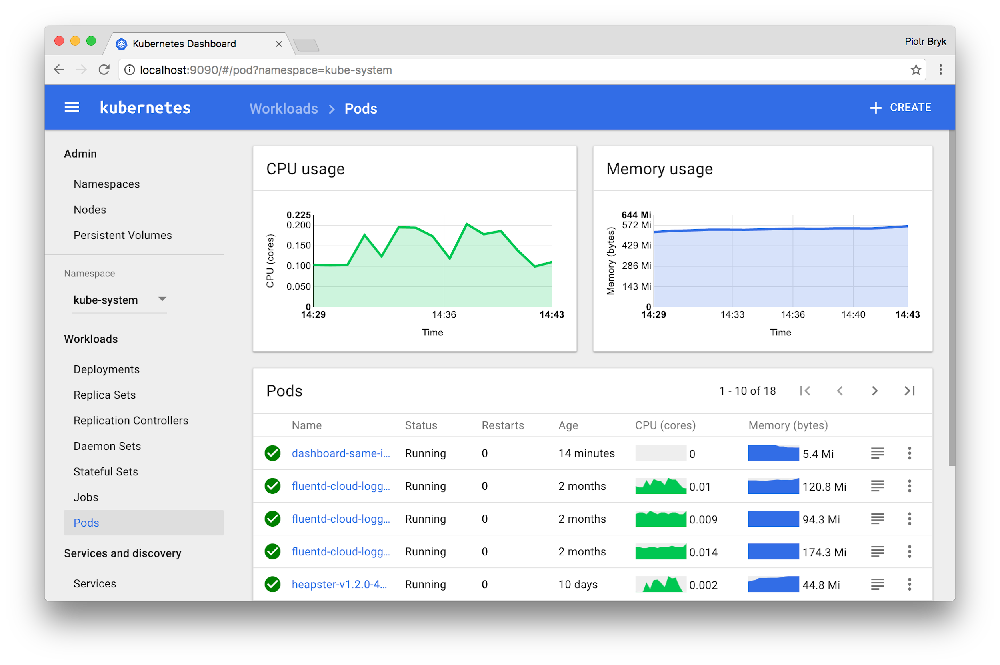 Kubernetes Dashboard
Piotr Bryk
localhost:9090/#/pod?namespace=kube-system
kubernetes
Workloads > Pods
+ CREATE
Admin
Namespaces
Nodes
Persistent Volumes
Namespace
kube-system
Workloads
Deployments
Replica Sets
Replication Controllers
Daemon Sets
Stateful Sets
Jobs
Pods
Services and discovery
Services
CPU usage
CPU (cores)
0.225
0.200
0.150
0.100
0.050
0
14:29 14:36 14:43
Time
Memory usage
Memory (bytes)
644 Mi
572 Mi
429 Mi
286 Mi
143 Mi
0
14:29 14:33 14:36 14:40 14:43
Time
Pods
1 - 10 of 18
Name Status Restarts Age CPU (cores) Memory (bytes)
dashboard-same-i... Running 0 14 minutes 0 5.4 Mi
fluentd-cloud-logg... Running 0 2 months 0.01 120.8 Mi
fluentd-cloud-logg... Running 0 2 months 0.009 94.3 Mi
fluentd-cloud-logg... Running 0 2 months 0.014 174.3 Mi
heapster-v1.2.0-4... Running 0 10 days 0.002 44.8 Mi